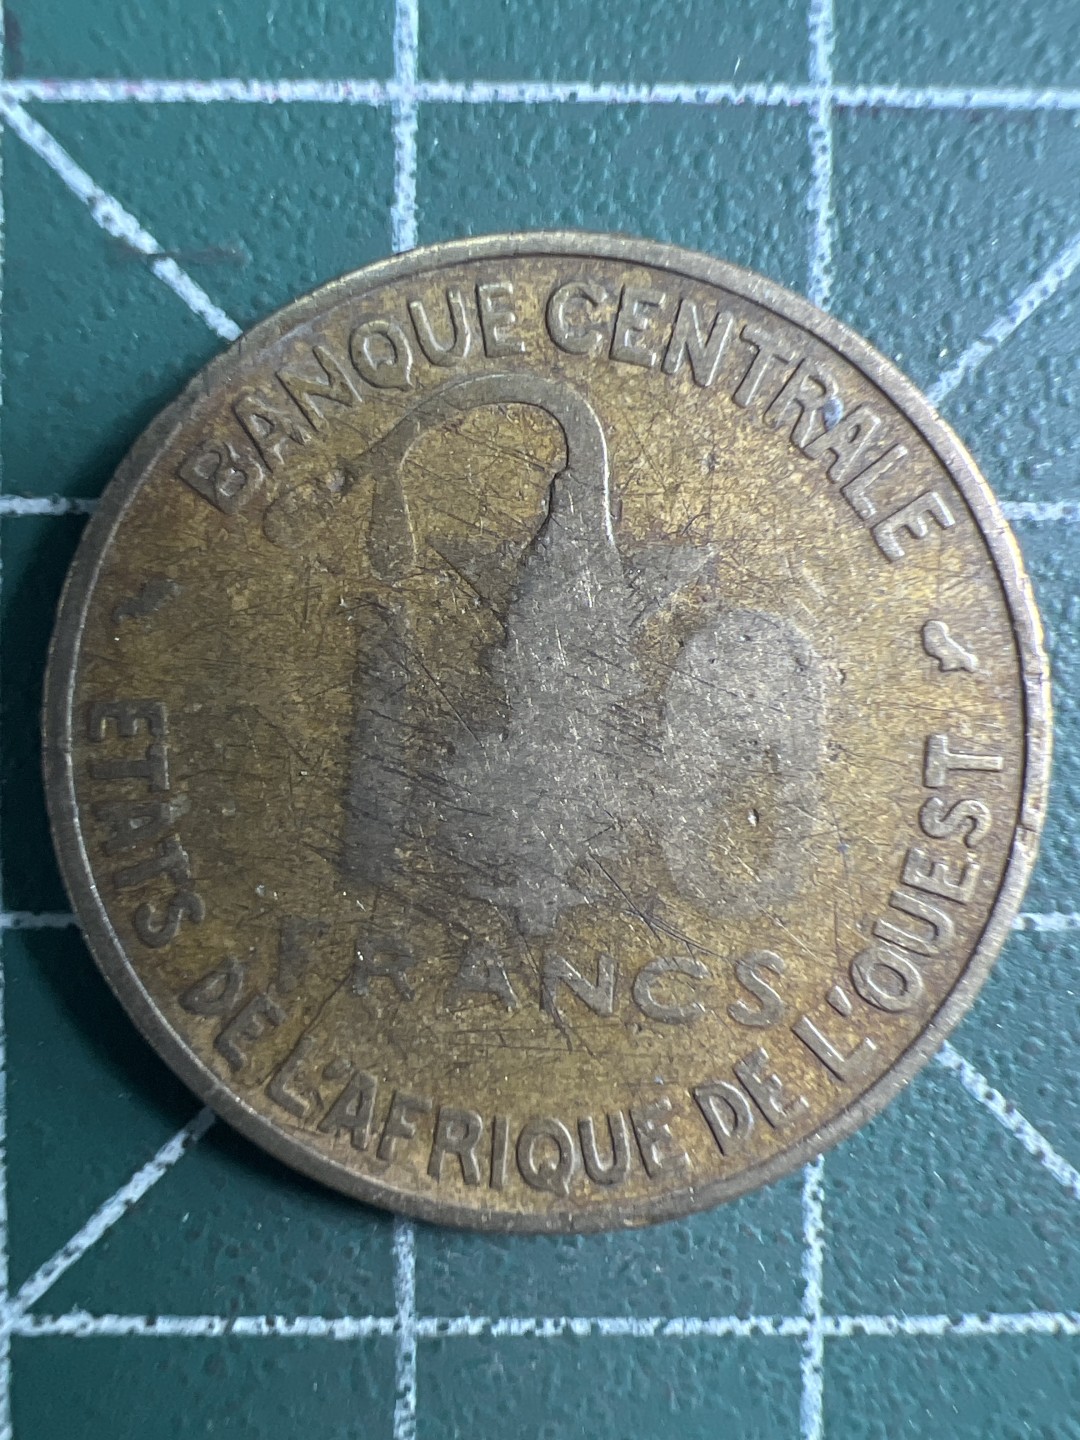 BANQUE CENTRALE
10
FRANCS
ETATS DE L'AFRIQUE DE L'OUEST